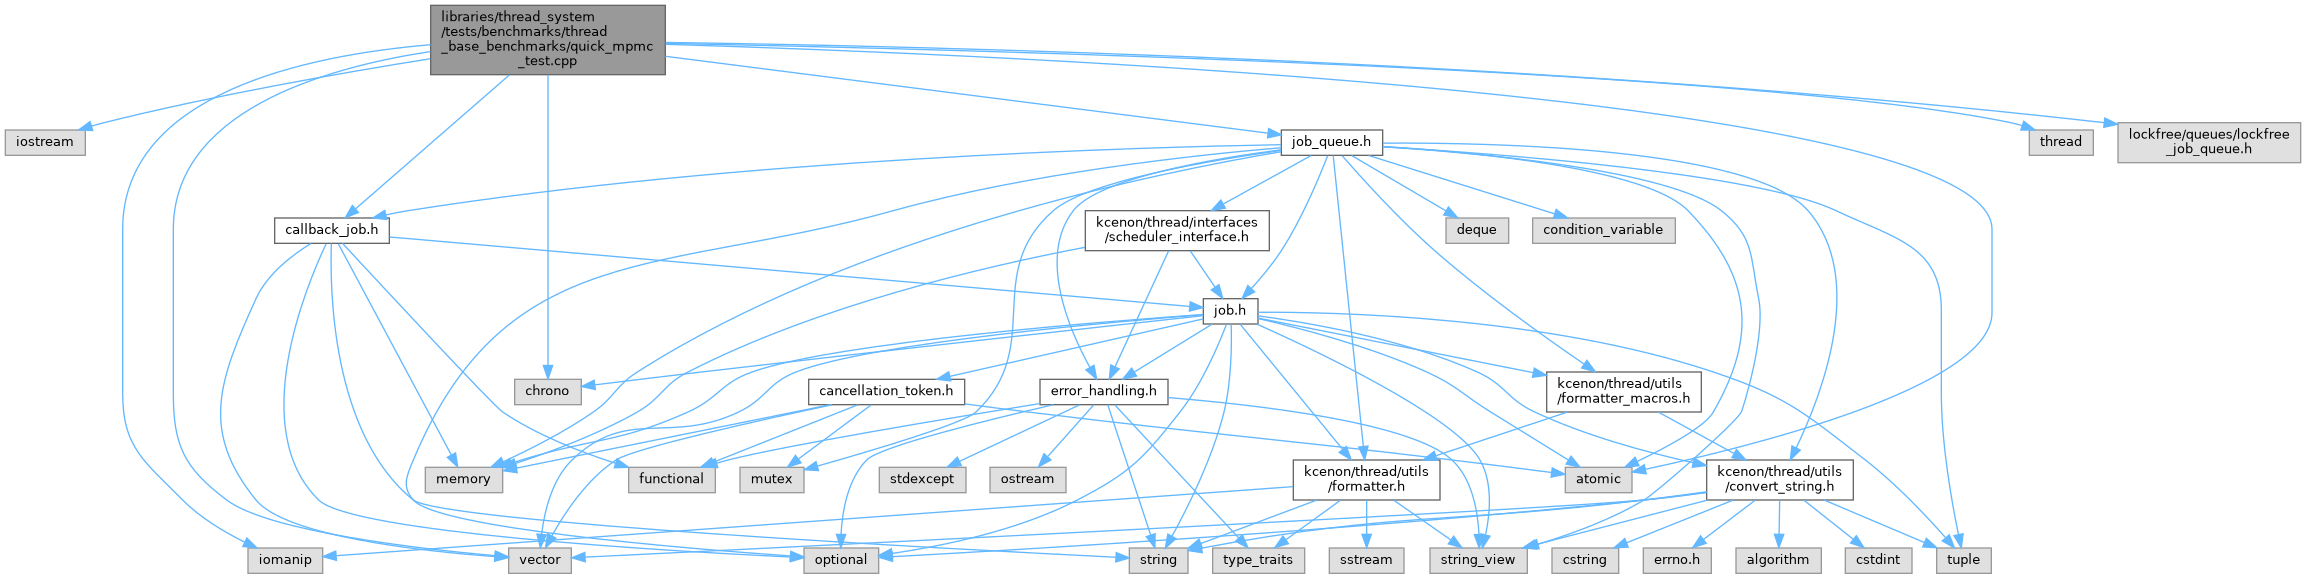 libraries/thread_system
/tests/benchmarks/thread
_base_benchmarks/quick_mpmc
_test.cpp
iostream
job_queue.h
thread
lockfree/queues/lockfree
_job_queue.h
callback_job.h
kcenon/thread/interfaces
/scheduler_interface.h
deque
condition_variable
job.h
chrono
cancellation_token.h
error_handling.h
kcenon/thread/utils
/formatter_macros.h
memory
functional
mutex
stdexcept
ostream
kcenon/thread/utils
/formatter.h
atomic
kcenon/thread/utils
/convert_string.h
iomanip
vector
optional
string
type_traits
sstream
string_view
cstring
errno.h
algorithm
cstdint
tuple